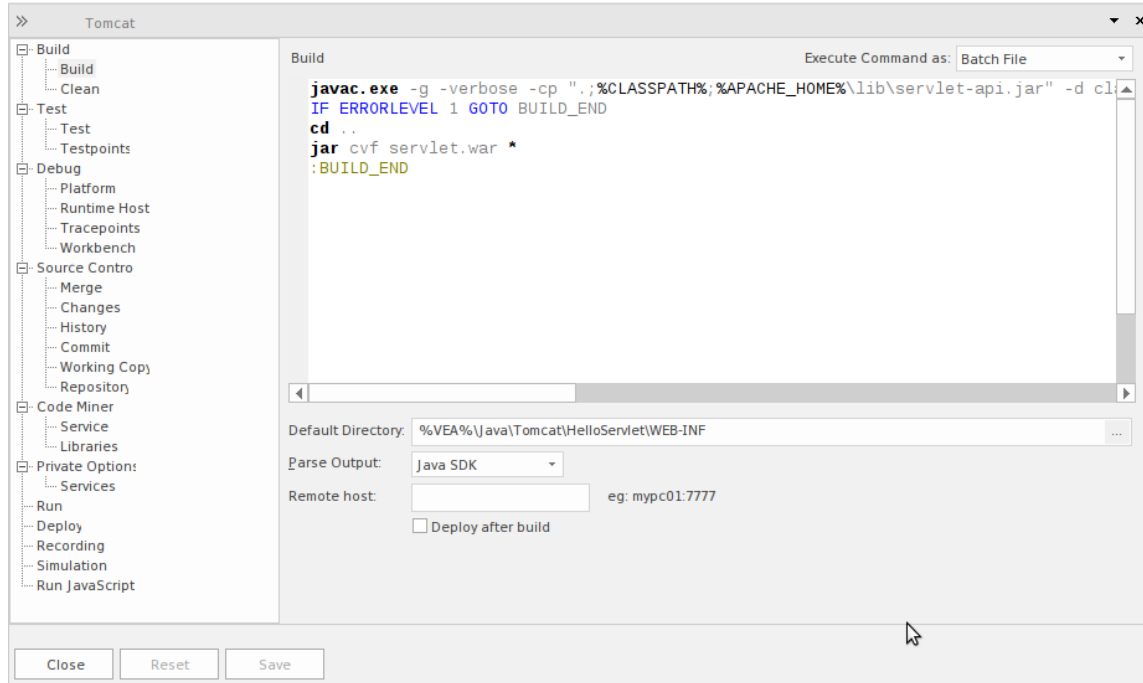 Tomcat
Build
Build
Clean
Test
Test
Testpoints
Debug
Platform
Runtime Host
Tracepoints
Workbench
Source Contro
Merge
Changes
History
Commit
Working Copy
Repository
Code Miner
Service
Libraries
Private Options
Services
Run
Deploy
Recording
Simulation
Run JavaScript
Build
Execute Command as: Batch File
javac.exe -g -verbose -cp ".;%CLASSPATH%;%APACHE_HOME%\lib\servlet-api.jar" -d cla
IF ERRORLEVEL 1 GOTO BUILD_END
cd ..
jar cvf servlet.war *
:BUILD_END
Default Directory: %VEA%\Java\Tomcat\HelloServlet\WEB-INF ...
Parse Output: Java SDK
Remote host: eg: mypc01:7777
Deploy after build
Close Reset Save